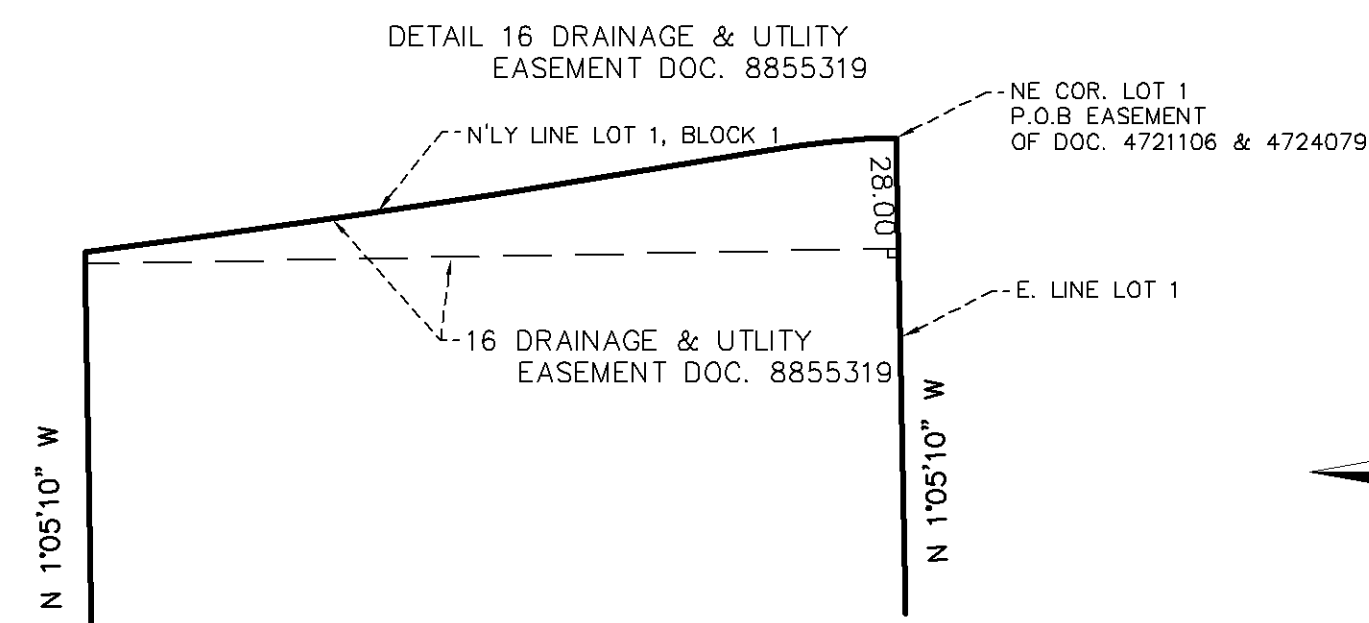 DETAIL 16 DRAINAGE & UTLITY
EASEMENT DOC. 8855319
NE COR. LOT 1
P.O.B EASEMENT
OF DOC. 4721106 & 4724079
N'LY LINE LOT 1, BLOCK 1
28.00
E. LINE LOT 1
16 DRAINAGE & UTLITY
EASEMENT DOC. 8855319
N 1°05'10" W
N 1°05'10" W